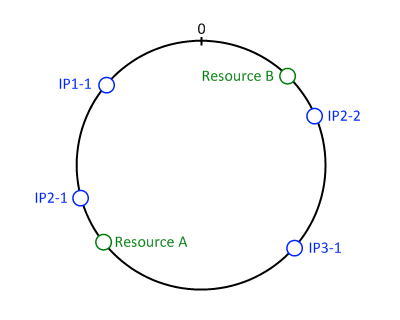 0
Resource B
IP1-1
IP2-2
IP2-1
Resource A
IP3-1